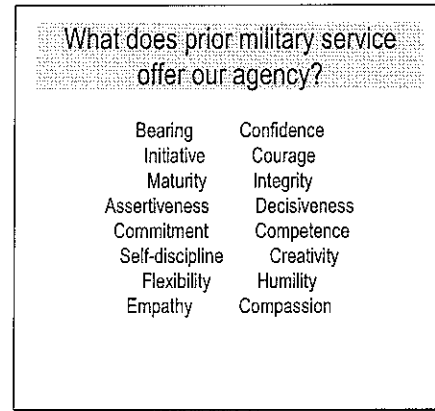 What does prior military service
offer our agency?
Bearing Confidence
Initiative Courage
Maturity Integrity
Assertiveness Decisiveness
Commitment Competence
Self-discipline Creativity
Flexibility Humility
Empathy Compassion